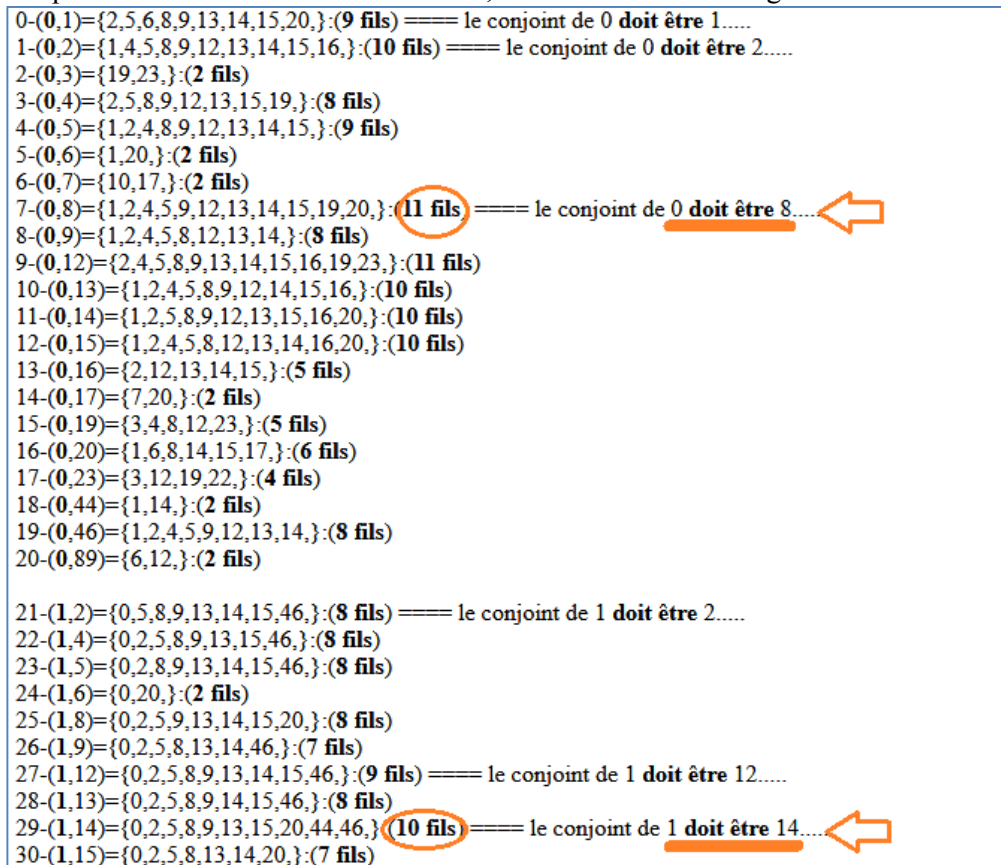 0-(0,1)={2,5,6,8,9,13,14,15,20,}:(9 fils) ==== le conjoint de 0 doit être 1.....
1-(0,2)={1,4,5,8,9,12,13,14,15,16,}:(10 fils) ==== le conjoint de 0 doit être 2.....
2-(0,3)={19,23,}:(2 fils)
3-(0,4)={2,5,8,9,12,13,15,19,}:(8 fils)
4-(0,5)={1,2,4,8,9,12,13,14,15,}:(9 fils)
5-(0,6)={1,20,}:(2 fils)
6-(0,7)={10,17,}:(2 fils)
7-(0,8)={1,2,4,5,9,12,13,14,15,19,20,}:(11 fils) ==== le conjoint de 0 doit être 8.....
8-(0,9)={1,2,4,5,8,12,13,14,}:(8 fils)
9-(0,12)={2,4,5,8,9,13,14,15,16,19,23,}:(11 fils)
10-(0,13)={1,2,4,5,8,9,12,14,15,16,}:(10 fils)
11-(0,14)={1,2,5,8,9,12,13,15,16,20,}:(10 fils)
12-(0,15)={1,2,4,5,8,12,13,14,16,20,}:(10 fils)
13-(0,16)={2,12,13,14,15,}:(5 fils)
14-(0,17)={7,20,}:(2 fils)
15-(0,19)={3,4,8,12,23,}:(5 fils)
16-(0,20)={1,6,8,14,15,17,}:(6 fils)
17-(0,23)={3,12,19,22,}:(4 fils)
18-(0,44)={1,14,}:(2 fils)
19-(0,46)={1,2,4,5,9,12,13,14,}:(8 fils)
20-(0,89)={6,12,}:(2 fils)
21-(1,2)={0,5,8,9,13,14,15,46,}:(8 fils) ==== le conjoint de 1 doit être 2.....
22-(1,4)={0,2,5,8,9,13,15,46,}:(8 fils)
23-(1,5)={0,2,8,9,13,14,15,46,}:(8 fils)
24-(1,6)={0,20,}:(2 fils)
25-(1,8)={0,2,5,9,13,14,15,20,}:(8 fils)
26-(1,9)={0,2,5,8,13,14,46,}:(7 fils)
27-(1,12)={0,2,5,8,9,13,14,15,46,}:(9 fils) ==== le conjoint de 1 doit être 12.....
28-(1,13)={0,2,5,8,9,14,15,46,}:(8 fils)
29-(1,14)={0,2,5,8,9,13,15,20,44,46,}:(10 fils) ==== le conjoint de 1 doit être 14.....
30-(1,15)={0,2,5,8,13,14,20,}:(7 fils)